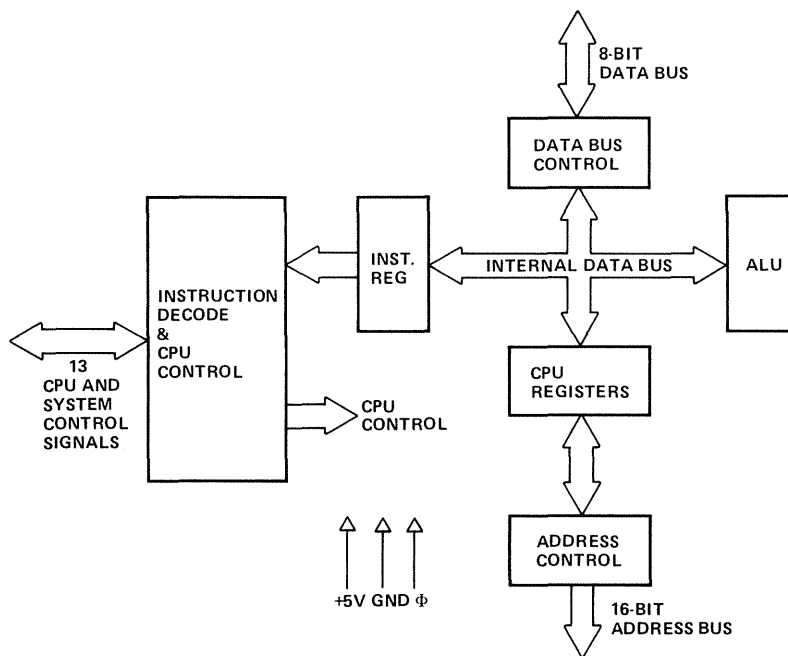 8-BIT
DATA BUS
DATA BUS
CONTROL
INST.
REG
INTERNAL DATA BUS
ALU
INSTRUCTION
DECODE
&
CPU
CONTROL
13
CPU AND
SYSTEM
CONTROL
SIGNALS
CPU
CONTROL
CPU
REGISTERS
ADDRESS
CONTROL
+5V GND Φ
16-BIT
ADDRESS BUS